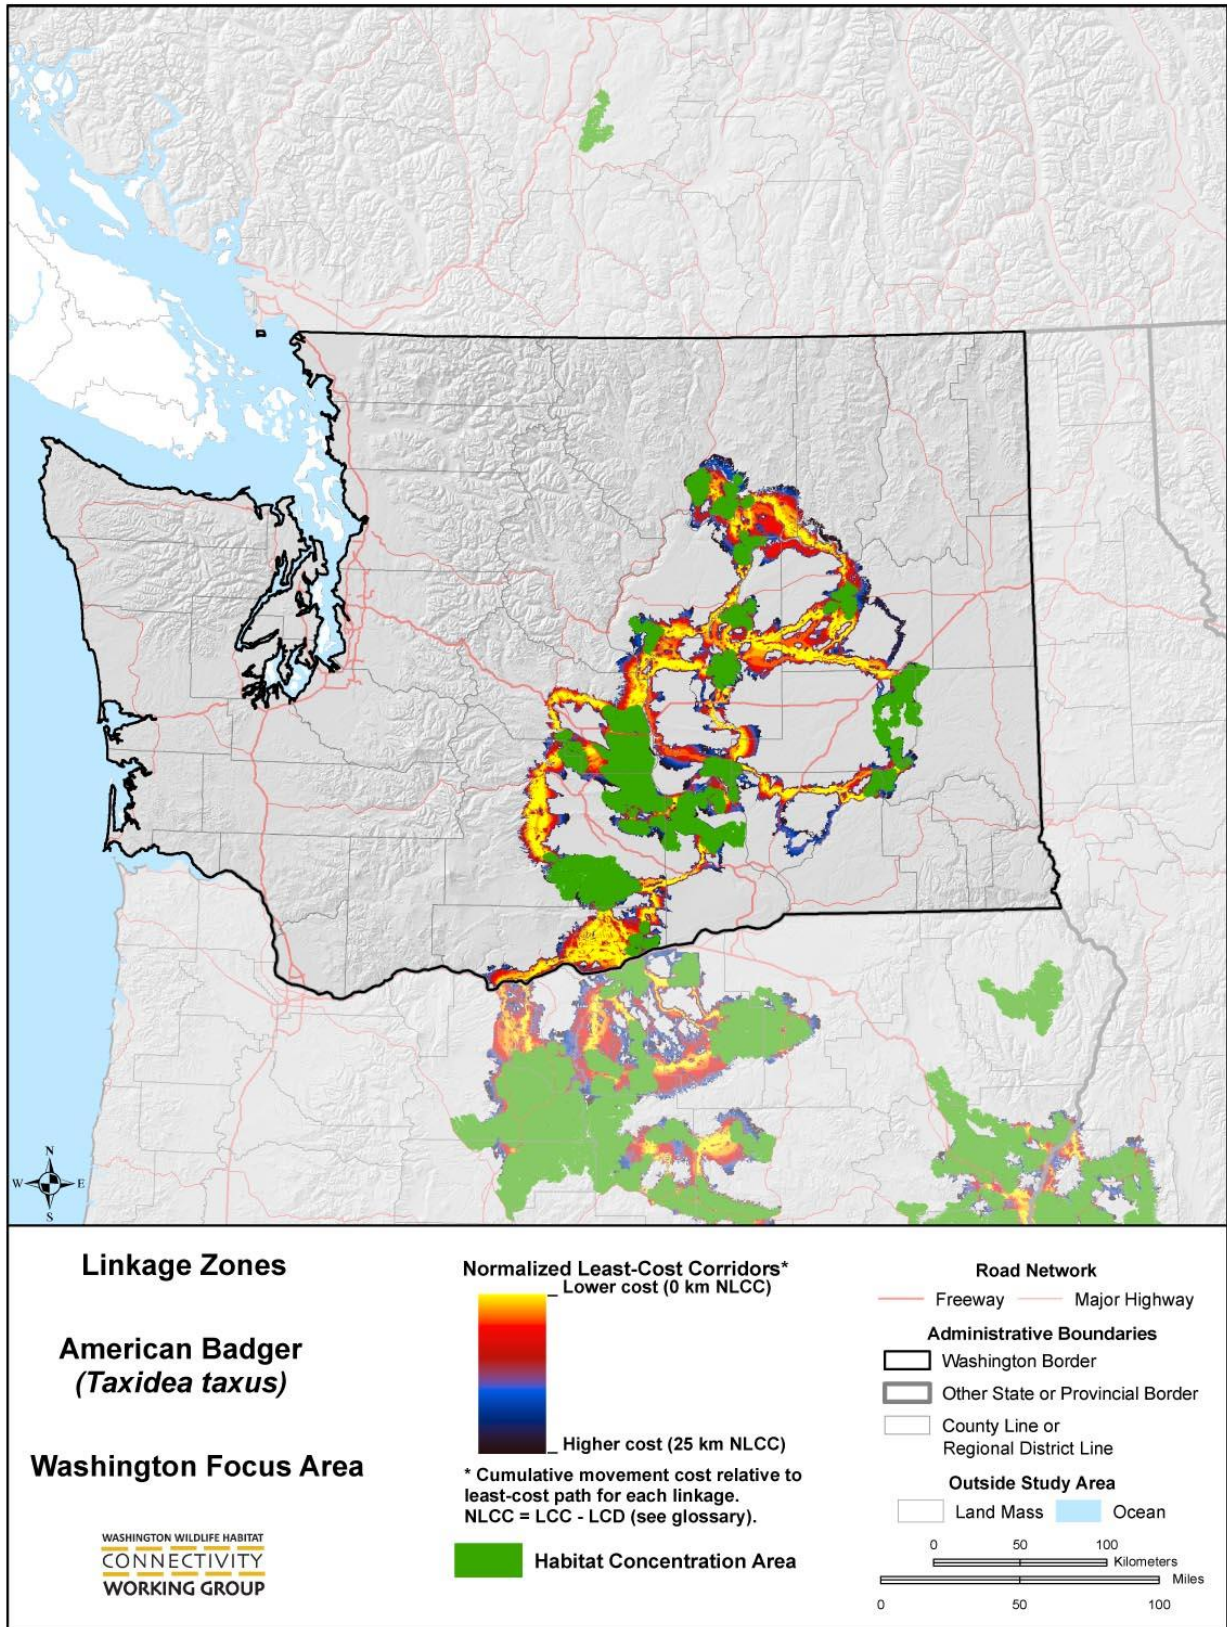 N
W E
S
Linkage Zones
American Badger
(Taxidea taxus)
Washington Focus Area
WASHINGTON WILDLIFE HABITAT
CONNECTIVITY
WORKING GROUP
Normalized Least-Cost Corridors*
_ Lower cost (0 km NLCC)
_ Higher cost (25 km NLCC)
* Cumulative movement cost relative to
least-cost path for each linkage.
NLCC = LCC - LCD (see glossary).
Habitat Concentration Area
Road Network
Freeway Major Highway
Administrative Boundaries
Washington Border
Other State or Provincial Border
County Line or
Regional District Line
Outside Study Area
Land Mass Ocean
0 50 100
Kilometers
Miles
0 50 100